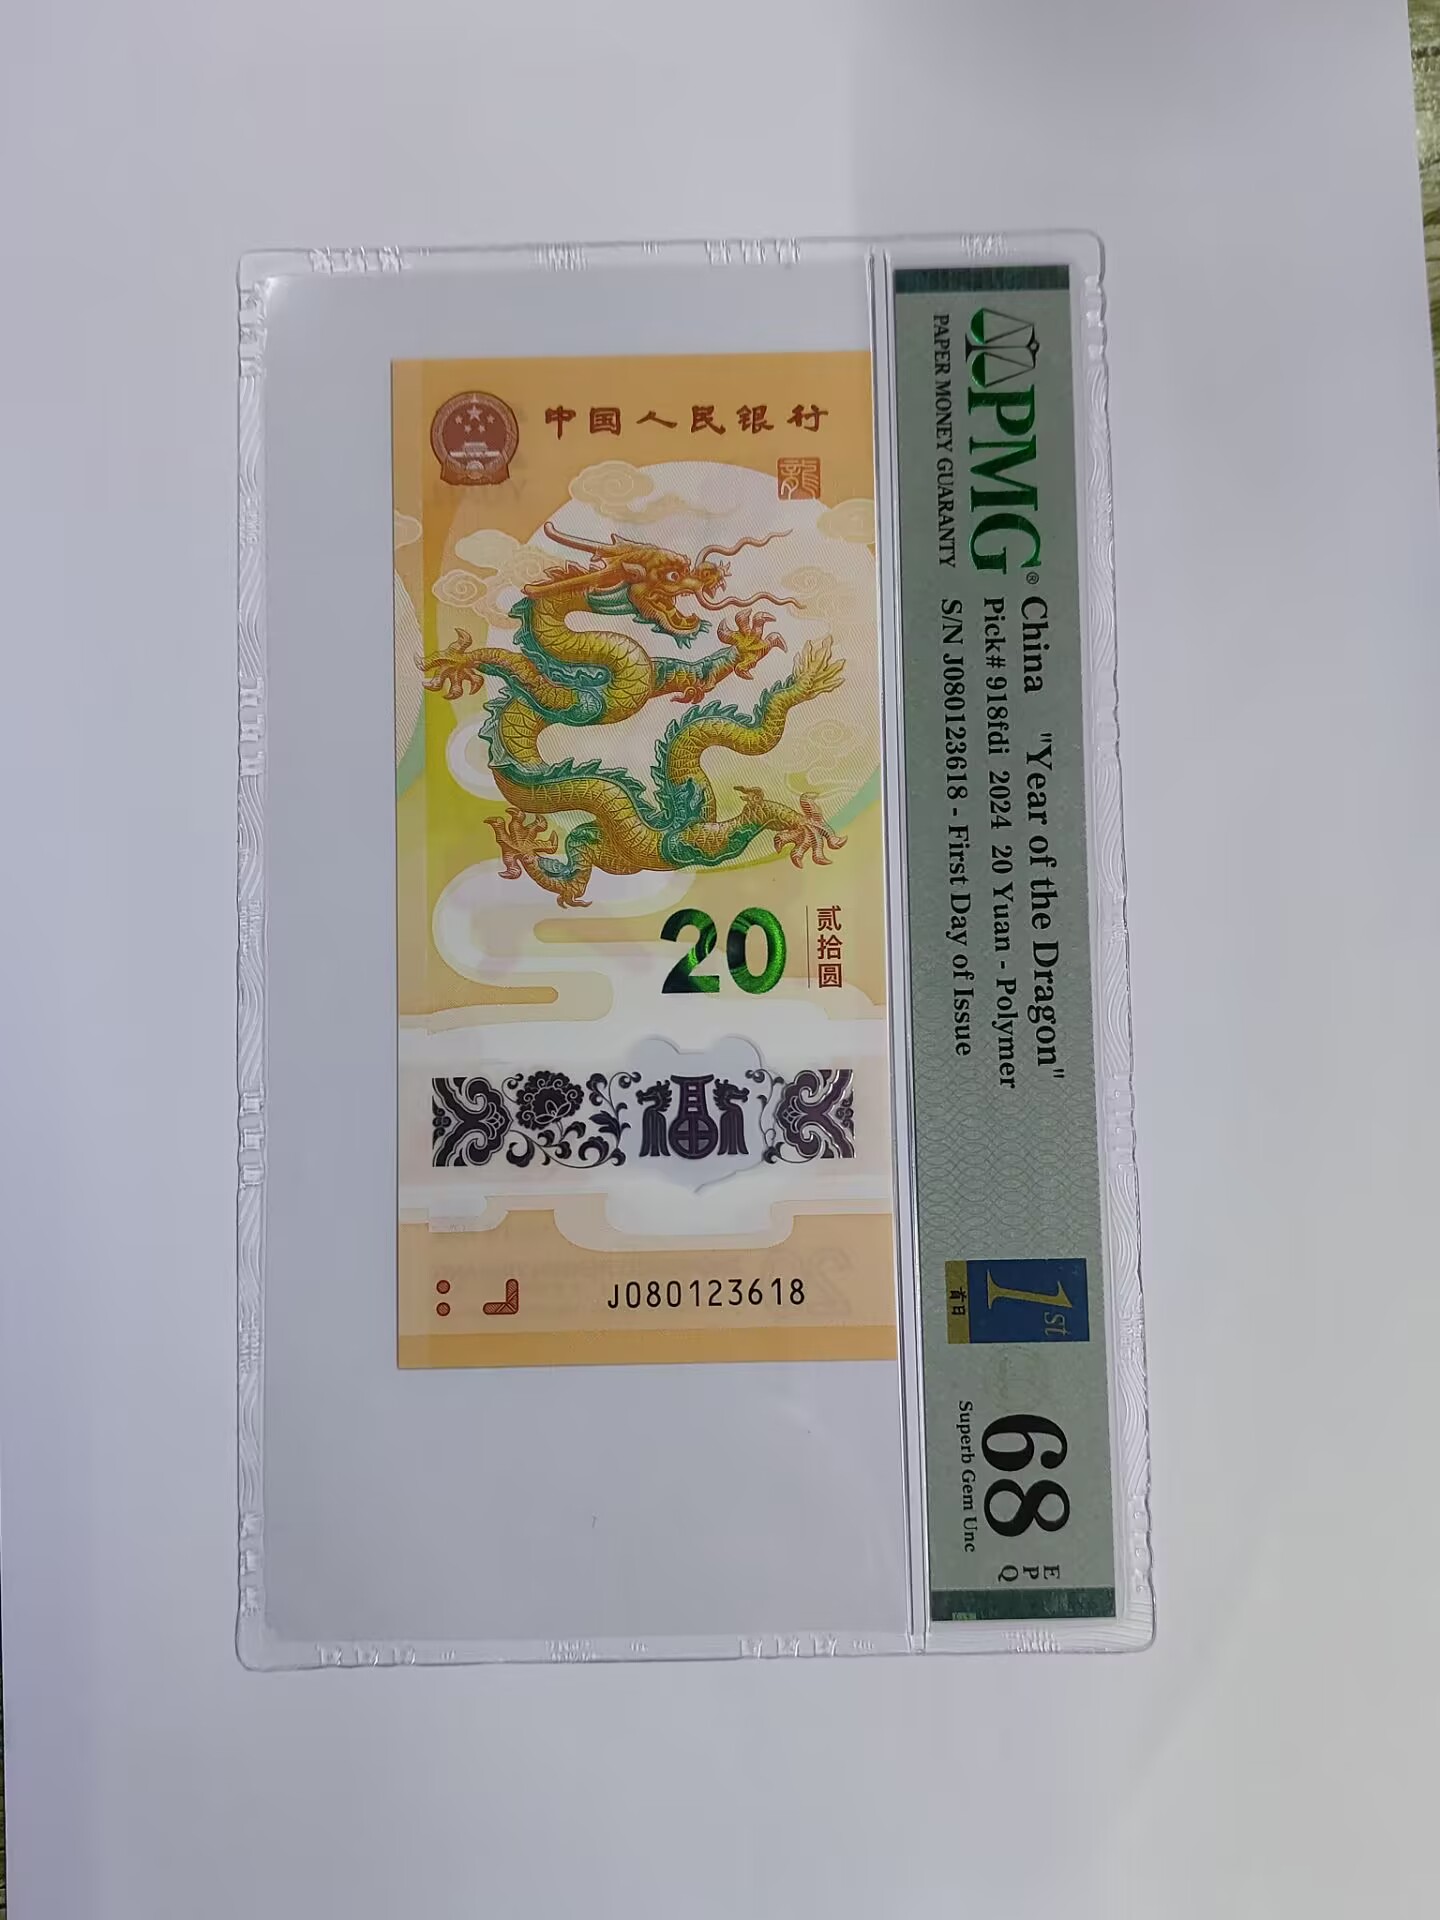 中国人民银行
龍
20
贰拾圆
福
J080123618
PMG®
PAPER MONEY GUARANTY
China "Year of the Dragon"
Pick# 918fdi 2024 20 Yuan - Polymer
S/N J080123618 - First Day of Issue
1st
首日
68
EPQ
Superb Gem Unc